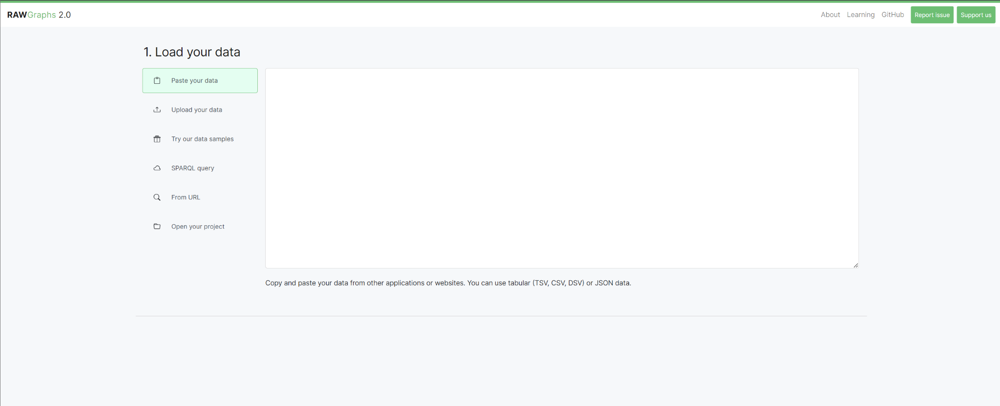 RAWGraphs 2.0
About Learning GitHub Report issue Support us
1. Load your data
Paste your data
Upload your data
Try our data samples
SPARQL query
From URL
Open your project
Copy and paste your data from other applications or websites. You can use tabular (TSV, CSV, DSV) or JSON data.